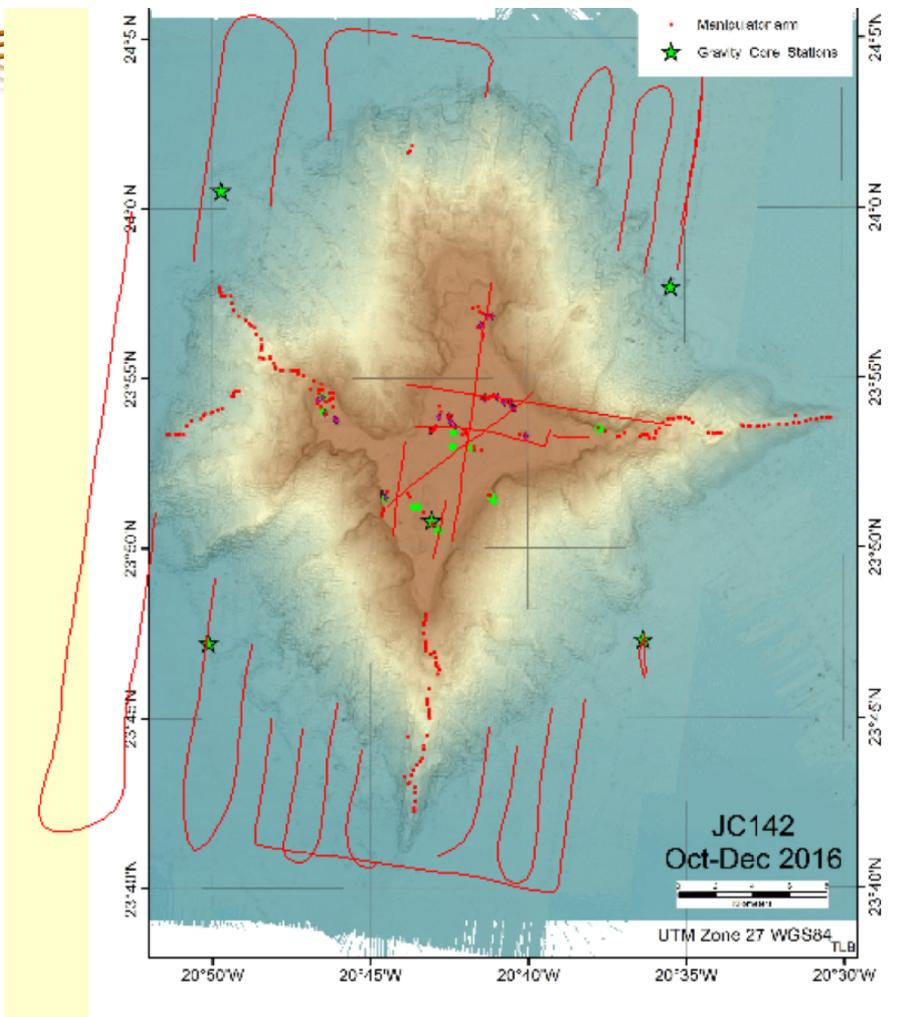 Manipulator arm
Gravity Core Stations
24°5'N
24°5'N
24°0'N
24°0'N
23°55'N
23°55'N
23°50'N
23°50'N
23°45'N
23°45'N
23°40'N
23°40'N
JC142
Oct-Dec 2016
UTM Zone 27 WGS84
TLB
20°50'W
20°45'W
20°40'W
20°35'W
20°30'W